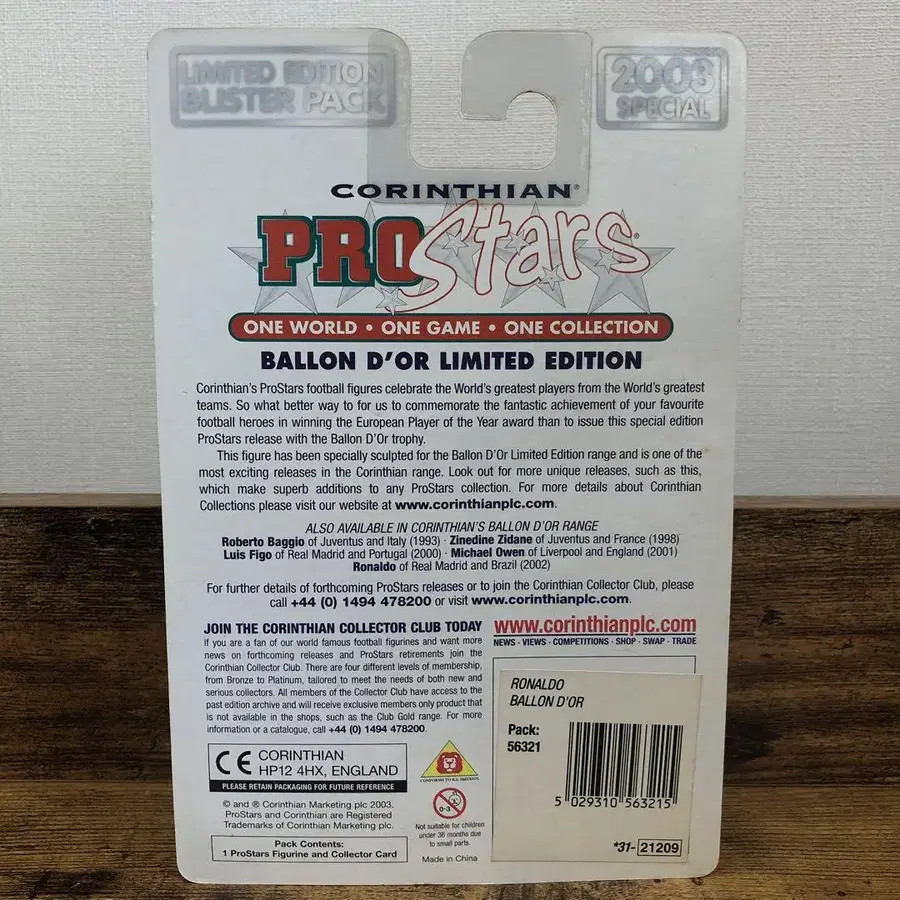 LIMITED EDITION
BLISTER PACK
2003
SPECIAL
CORINTHIAN®
PROStars®
ONE WORLD • ONE GAME • ONE COLLECTION
BALLON D'OR LIMITED EDITION
Corinthian's ProStars football figures celebrate the World's greatest players from the World's greatest
teams. So what better way to for us to commemorate the fantastic achievement of your favourite
football heroes in winning the European Player of the Year award than to issue this special edition
ProStars release with the Ballon D'Or trophy.
This figure has been specially sculpted for the Ballon D'Or Limited Edition range and is one of the
most exciting releases in the Corinthian range. Look out for more unique releases, such as this,
which make superb additions to any ProStars collection. For more details about Corinthian
Collections please visit our website at www.corinthianplc.com.
ALSO AVAILABLE IN CORINTHIAN'S BALLON D'OR RANGE
Roberto Baggio of Juventus and Italy (1993) · Zinedine Zidane of Juventus and France (1998)
Luis Figo of Real Madrid and Portugal (2000) · Michael Owen of Liverpool and England (2001)
Ronaldo of Real Madrid and Brazil (2002)
For further details of forthcoming ProStars releases or to join the Corinthian Collector Club, please
call +44 (0) 1494 478200 or visit www.corinthianplc.com.
JOIN THE CORINTHIAN COLLECTOR CLUB TODAY
If you are a fan of our world famous football figurines and want more
news on forthcoming releases and ProStars retirements join the
Corinthian Collector Club. There are four different levels of membership,
from Bronze to Platinum, tailored to meet the needs of both new and
serious collectors. All members of the Collector Club have access to the
past edition archive and will receive exclusive members only product that
is not available in the shops, such as the Club Gold range. For more
information or a catalogue, call +44 (0) 1494 478200.
www.corinthianplc.com
NEWS · VIEWS · COMPETITIONS · SHOP · SWAP · TRADE
RONALDO
BALLON D'OR
Pack:
56321
5 029310 563215
*31- 21209
CE CORINTHIAN
HP12 4HX, ENGLAND
PLEASE RETAIN PACKAGING FOR FUTURE REFERENCE
© and ® Corinthian Marketing plc 2003.
ProStars and Corinthian are Registered
Trademarks of Corinthian Marketing plc.
Pack Contents:
1 ProStars Figurine and Collector Card
0-3
Not suitable for children
under 36 months due
to small parts.
Made in China